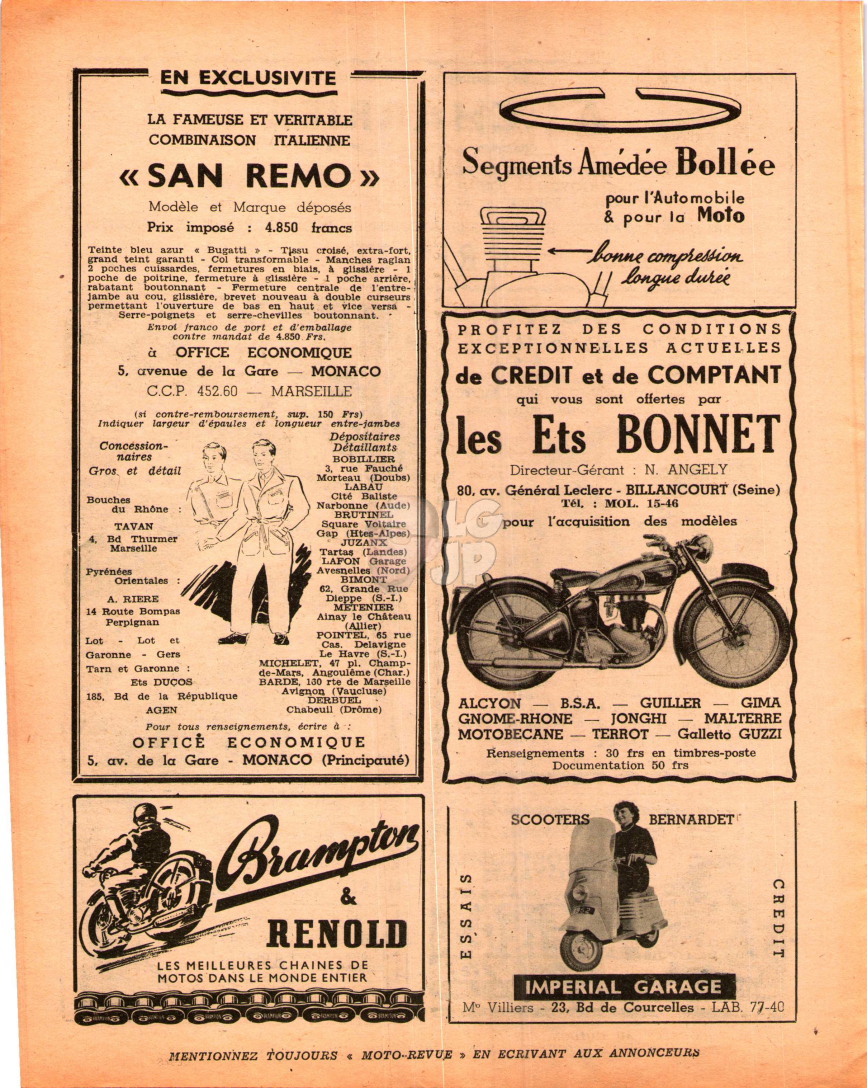 EN EXCLUSIVITE
LA FAMEUSE ET VERITABLE
COMBINAISON ITALIENNE
« SAN REMO »
Modèle et Marque déposés
Prix imposé : 4.850 francs
Teinte bleu azur « Bugatti » - Tissu croisé, extra-fort,
grand teint garanti - Col transformable - Manches raglan
2 poches cuissardes, fermetures en biais, à glissière - 1
poche de poitrine, fermeture à glissière - 1 poche arrière,
rabatant boutonnant - Fermeture centrale de l'entre-
jambe au cou, glissière, brevet nouveau à double curseurs
permettant l'ouverture de bas en haut et vice versa -
Serre-poignets et serre-chevilles boutonnant.
Envoi franco de port et d'emballage
contre mandat de 4.850 Frs.
à OFFICE ECONOMIQUE
5, avenue de la Gare — MONACO
C.C.P. 452.60 — MARSEILLE
(si contre-remboursement, sup. 150 Frs)
Indiquer largeur d'épaules et longueur entre-jambes
Concession-
naires
Gros et détail
Bouches
du Rhône :
TAVAN
4, Bd Thurmer
Marseille
Pyrénées
Orientales :
A. RIERE
14 Route Bompas
Perpignan
Lot - Lot et
Garonne - Gers
Tarn et Garonne :
Ets DUCOS
185, Bd de la République
AGEN
Dépositaires
Détaillants
BOBILLIER
3, rue Fauché
Morteau (Doubs)
LABAU
Cité Baliste
Narbonne (Aude)
BRUTINEL
Square Voltaire
Gap (Htes-Alpes)
JUZANX
Tartas (Landes)
LAFON Garage
Avesnelles (Nord)
BIMONT
62, Grande Rue
Dieppe (S.-I.)
METENIER
Ainay le Château
(Allier)
POINTEL, 65 rue
Cas. Delavigne
Le Havre (S.-I.)
MICHELET, 47 pl. Champ-
de-Mars, Angoulême (Char.)
BARDE, 130 rte de Marseille
Avignon (Vaucluse)
DERBUEL
Chabeuil (Drôme)
Pour tous renseignements, écrire à :
OFFICE ECONOMIQUE
5, av. de la Gare - MONACO (Principauté)
Brampton
&
RENOLD
LES MEILLEURES CHAINES DE
MOTOS DANS LE MONDE ENTIER
Segments Amédée Bollée
pour l'Automobile
& pour la Moto
bonne compression
longue durée
PROFITEZ DES CONDITIONS
EXCEPTIONNELLES ACTUELLES
de CREDIT et de COMPTANT
qui vous sont offertes par
les Ets BONNET
Directeur-Gérant : N. ANGELY
80, av. Général Leclerc - BILLANCOURT (Seine)
Tél. : MOL. 15-46
pour l'acquisition des modèles
LG
JP
ALCYON — B.S.A. — GUILLER — GIMA
GNOME-RHONE — JONGHI — MALTERRE
MOTOBECANE — TERROT — Galletto GUZZI
Renseignements : 30 frs en timbres-poste
Documentation 50 frs
SCOOTERS BERNARDET
ESSAIS
CREDIT
IMPERIAL GARAGE
Mo Villiers - 23, Bd de Courcelles - LAB. 77-40
MENTIONNEZ TOUJOURS « MOTO-REVUE » EN ECRIVANT AUX ANNONCEURS